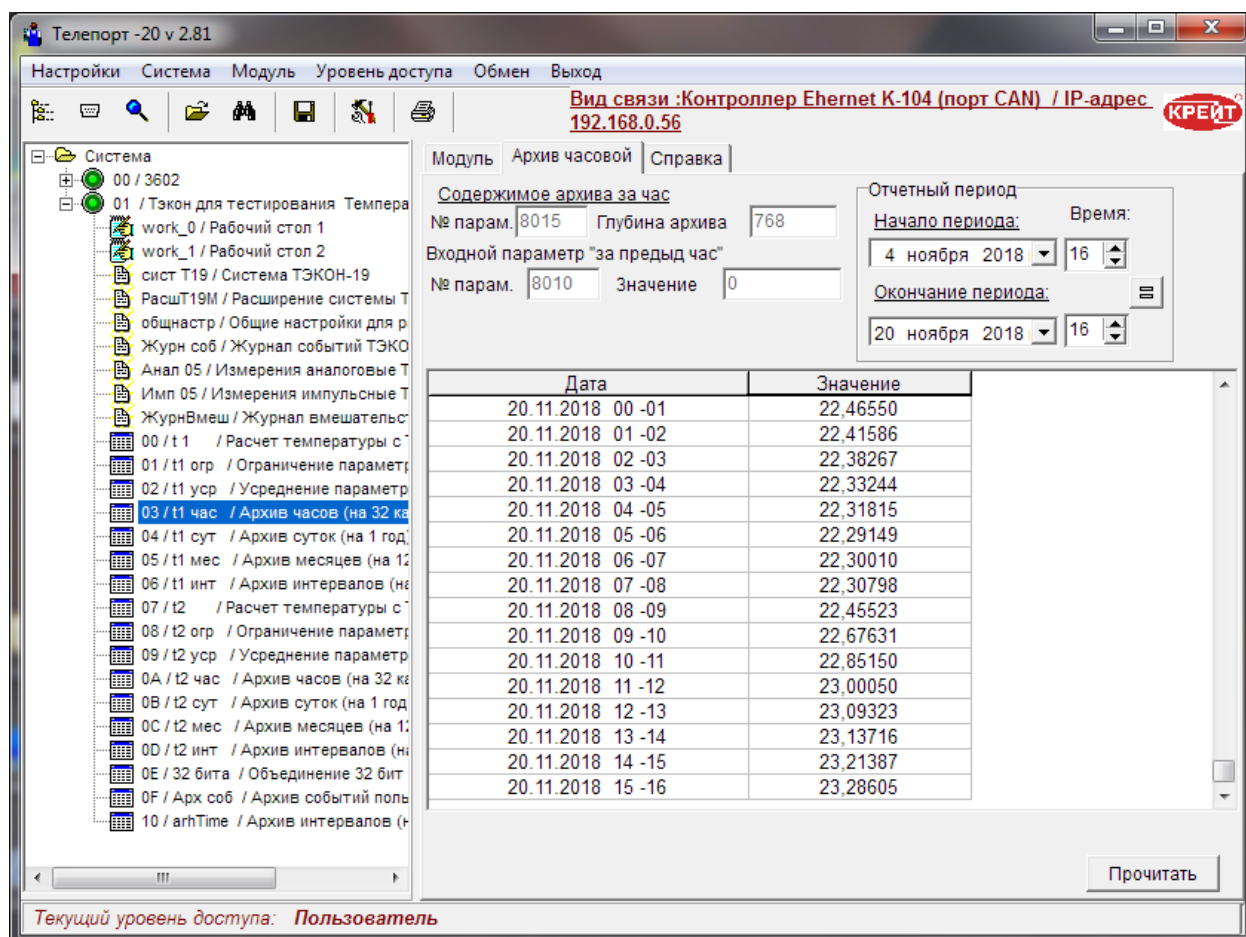 Телепорт -20 v 2.81
Настройки Система Модуль Уровень доступа Обмен Выход
Вид связи :Контроллер Ehernet K-104 (порт CAN) / IP-адрес
192.168.0.56
КРЕЙТ
Система
00 / 3602
01 / Тэкон для тестирования Темпера
work_0 / Рабочий стол 1
work_1 / Рабочий стол 2
сист Т19 / Система ТЭКОН-19
РасшТ19М / Расширение системы Т
общнастр / Общие настройки для р
Журн соб / Журнал событий ТЭКО
Анал 05 / Измерения аналоговые Т
Имп 05 / Измерения импульсные Т
ЖурнВмеш / Журнал вмешательст
00 / t 1 / Расчет температуры с Т
01 / t1 огр / Ограничение параметр
02 / t1 уср / Усреднение параметр
03 / t1 час / Архив часов (на 32 ка
04 / t1 сут / Архив суток (на 1 год)
05 / t1 мес / Архив месяцев (на 12
06 / t1 инт / Архив интервалов (на
07 / t2 / Расчет температуры с Т
08 / t2 огр / Ограничение параметр
09 / t2 уср / Усреднение параметр
0A / t2 час / Архив часов (на 32 ка
0B / t2 сут / Архив суток (на 1 год
0C / t2 мес / Архив месяцев (на 12
0D / t2 инт / Архив интервалов (на
0E / 32 бита / Объединение 32 бит
0F / Арх соб / Архив событий поль
10 / arhTime / Архив интервалов (н
Модуль Архив часовой Справка
Содержимое архива за час
№ парам. 8015 Глубина архива 768
Входной параметр "за предыд час"
№ парам. 8010 Значение 0
Отчетный период
Начало периода: Время:
4 ноября 2018 16
Окончание периода:
20 ноября 2018 16
Дата Значение
20.11.2018 00 -01 22,46550
20.11.2018 01 -02 22,41586
20.11.2018 02 -03 22,38267
20.11.2018 03 -04 22,33244
20.11.2018 04 -05 22,31815
20.11.2018 05 -06 22,29149
20.11.2018 06 -07 22,30010
20.11.2018 07 -08 22,30798
20.11.2018 08 -09 22,45523
20.11.2018 09 -10 22,67631
20.11.2018 10 -11 22,85150
20.11.2018 11 -12 23,00050
20.11.2018 12 -13 23,09323
20.11.2018 13 -14 23,13716
20.11.2018 14 -15 23,21387
20.11.2018 15 -16 23,28605
Прочитать
Текущий уровень доступа: Пользователь